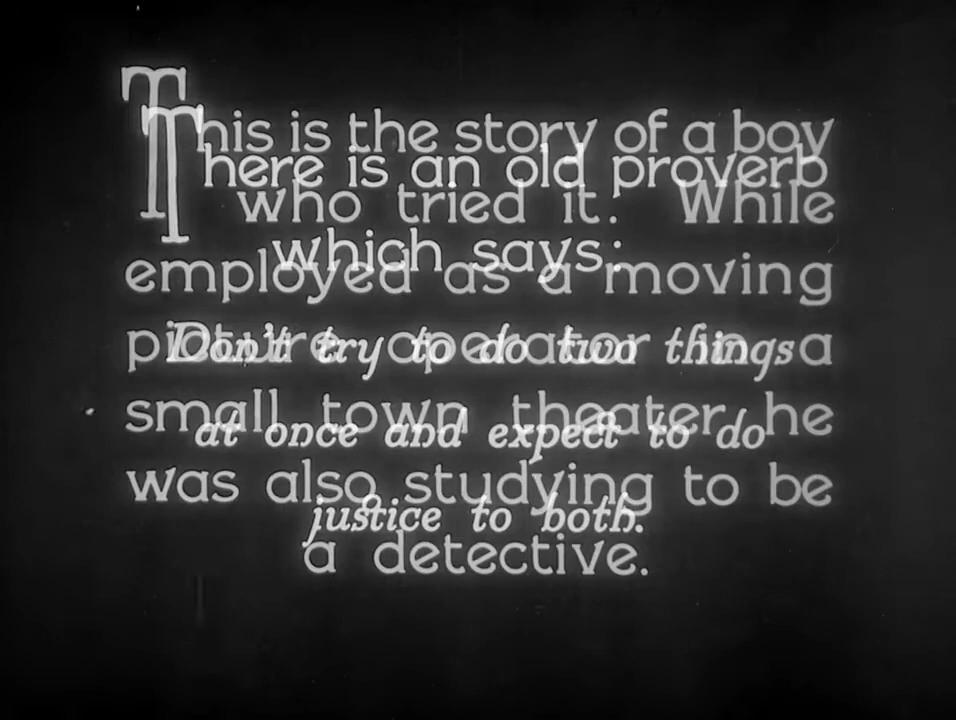 There is an old proverb
which says:
Don't try to do two things
at once and expect to do
justice to both.
This is the story of a boy
who tried it. While
employed as a moving
picture operator in a
small town theater he
was also studying to be
a detective.